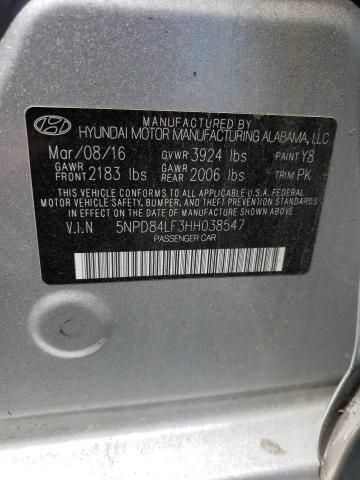 MANUFACTURED BY
HYUNDAI MOTOR MANUFACTURING ALABAMA, LLC
Mar/08/16 GVWR 3924 lbs PAINT Y8
GAWR FRONT 2183 lbs GAWR REAR 2006 lbs TRIM PK
THIS VEHICLE CONFORMS TO ALL APPLICABLE U.S.A FEDERAL
MOTOR VEHICLE SAFETY, BUMPER, AND THEFT PREVENTION STANDARDS
IN EFFECT ON THE DATE OF MANUFACTURE SHOWN ABOVE.
V.I.N 5NPD84LF3HH038547
PASSENGER CAR